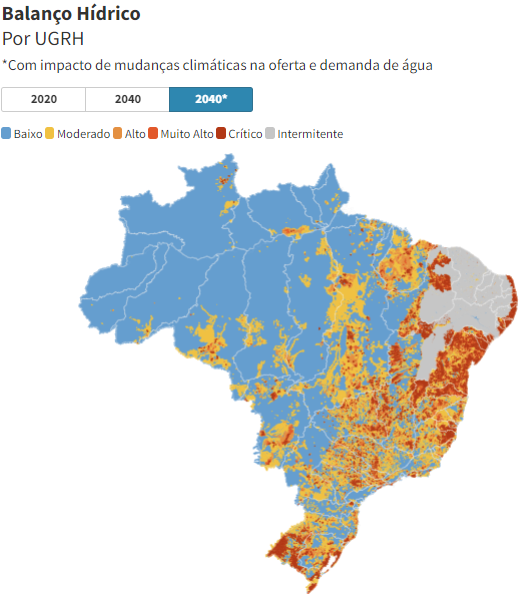 Balanço Hídrico
Por UGRH
*Com impacto de mudanças climáticas na oferta e demanda de água
2020 2040 2040*
Baixo Moderado Alto Muito Alto Crítico Intermitente